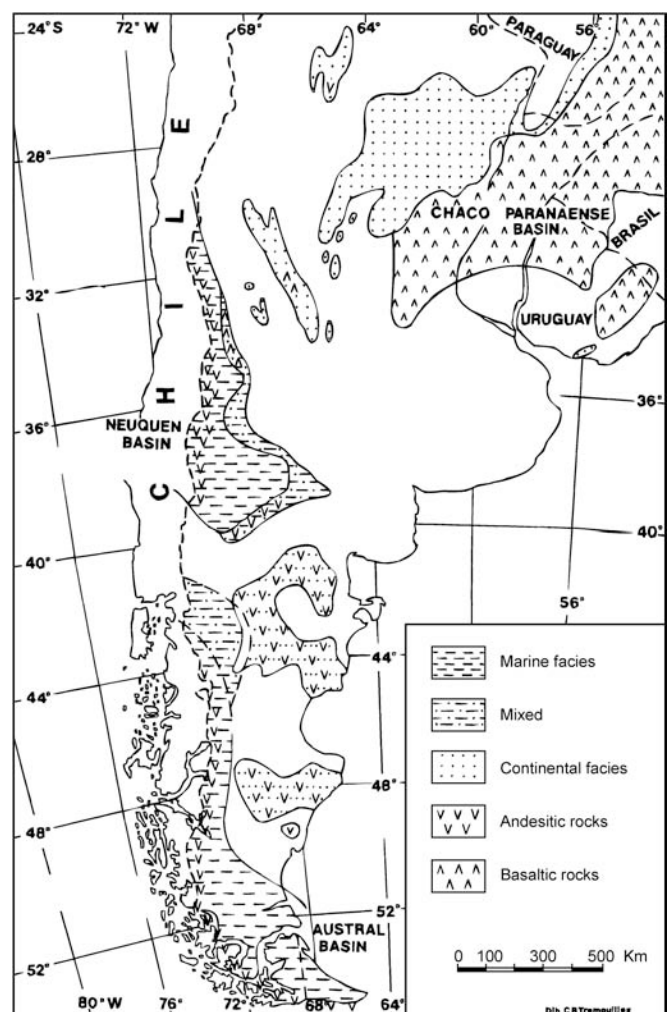 24°S
72° W
68°
64°
60°
56°
PARAGUAY
28°
CHILE
CHACO PARANAENSE
BASIN
BRASIL
32°
URUGUAY
36°
36°
NEUQUEN
BASIN
40°
40°
56°
44°
44°
48°
48°
52°
AUSTRAL
BASIN
52°
80°W
76°
72°
68°
64°
Marine facies
Mixed
Continental facies
Andesitic rocks
Basaltic rocks
0 100 300 500 Km
Dib. C.B Tremouilles